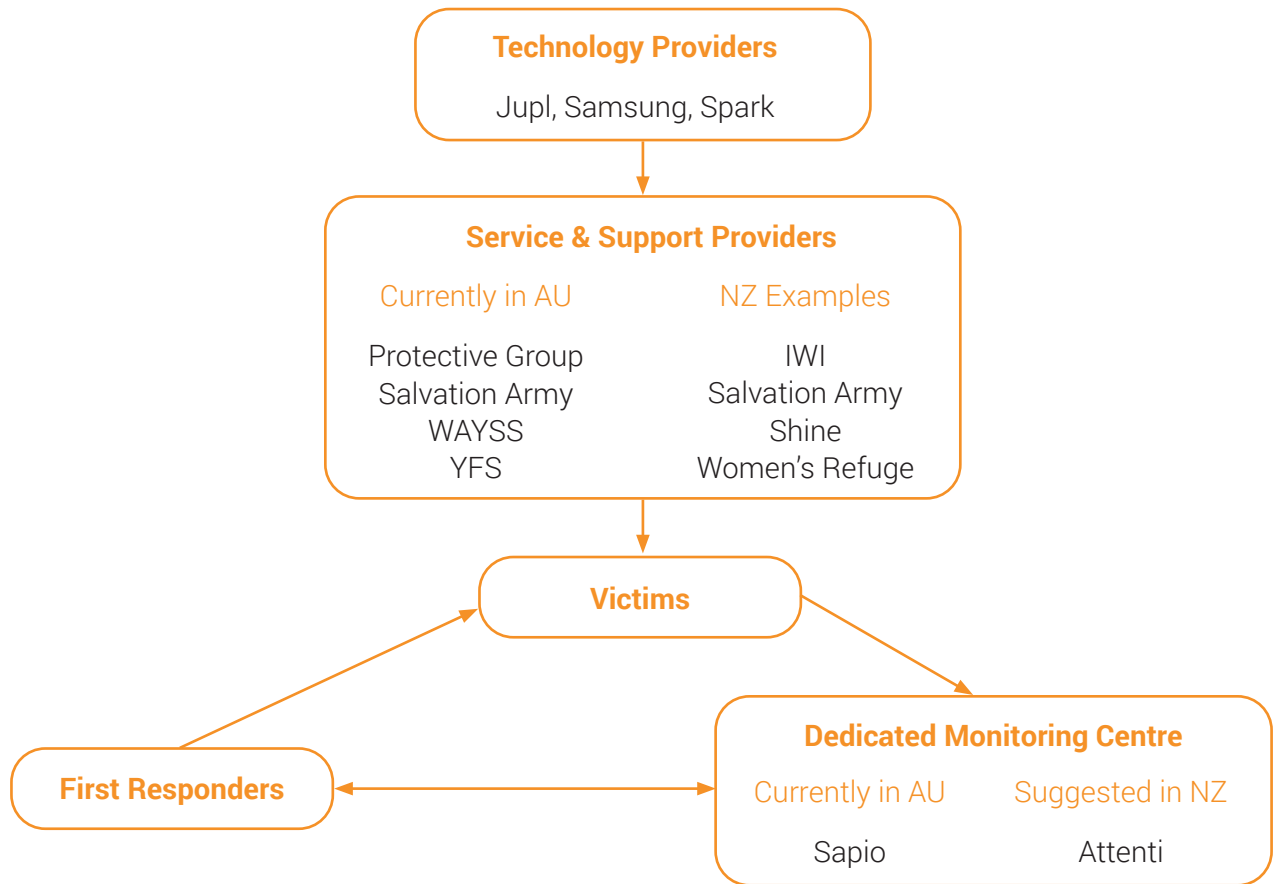 Technology Providers
Jupl, Samsung, Spark
Service & Support Providers
Currently in AU
Protective Group
Salvation Army
WAYSS
YFS
NZ Examples
IWI
Salvation Army
Shine
Women's Refuge
Victims
First Responders
Dedicated Monitoring Centre
Currently in AU
Sapio
Suggested in NZ
Attenti